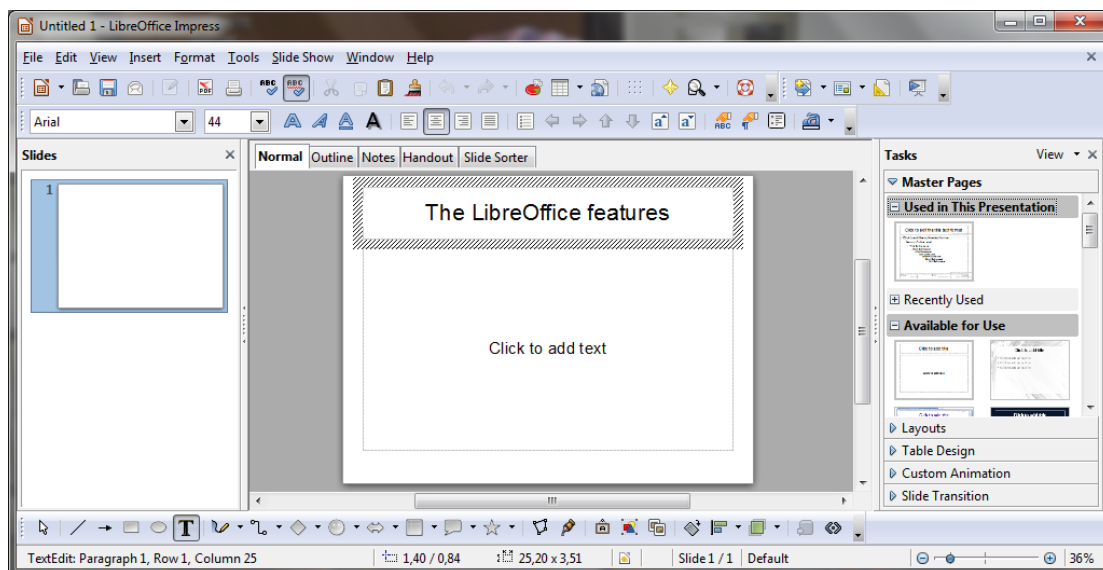 Untitled 1 - LibreOffice Impress
File Edit View Insert Format Tools Slide Show Window Help
Arial 44
Slides
1
Normal Outline Notes Handout Slide Sorter
The LibreOffice features
Click to add text
Tasks View
Master Pages
Used in This Presentation
Recently Used
Available for Use
Layouts
Table Design
Custom Animation
Slide Transition
TextEdit: Paragraph 1, Row 1, Column 25 1,40 / 0,84 25,20 x 3,51 Slide 1 / 1 Default 36%